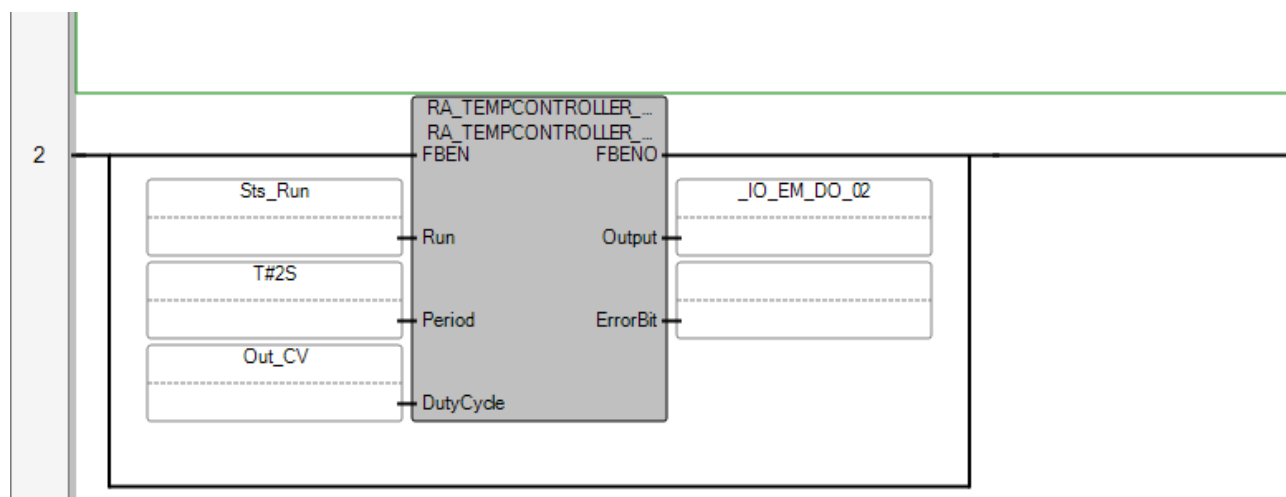 RA_TEMPCONTROLLER_...
RA_TEMPCONTROLLER_...
2
FBEN FBENO
Sts_Run _IO_EM_DO_02
Run Output
T#2S
Period ErrorBit
Out_CV
DutyCycle